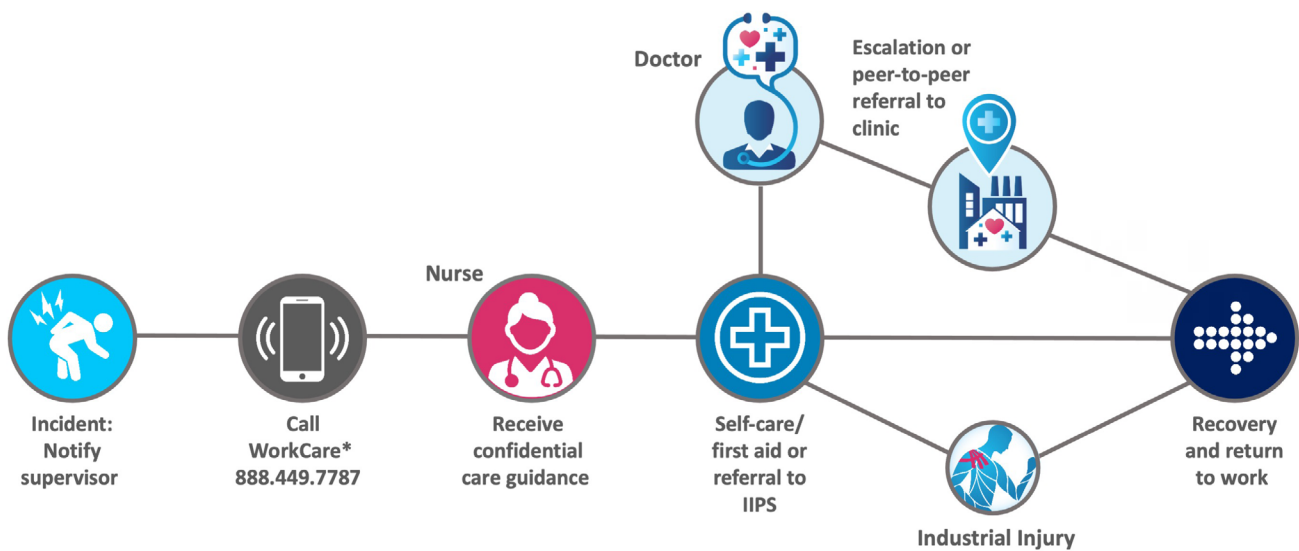 Doctor
Escalation or
peer-to-peer
referral to
clinic
Nurse
Incident:
Notify
supervisor
Call
WorkCare*
888.449.7787
Receive
confidential
care guidance
Self-care/
first aid or
referral to
IIPS
Industrial Injury
Recovery
and return
to work